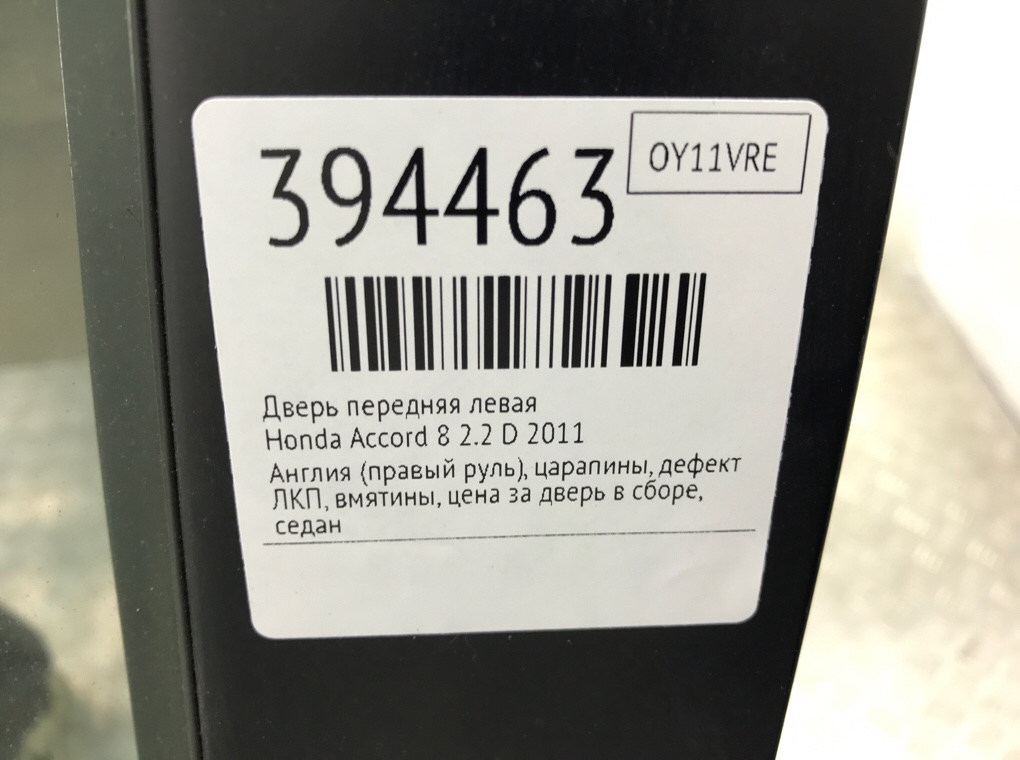 394463
OY11VRE
Дверь передняя левая
Honda Accord 8 2.2 D 2011
Англия (правый руль), царапины, дефект
ЛКП, вмятины, цена за дверь в сборе,
седан